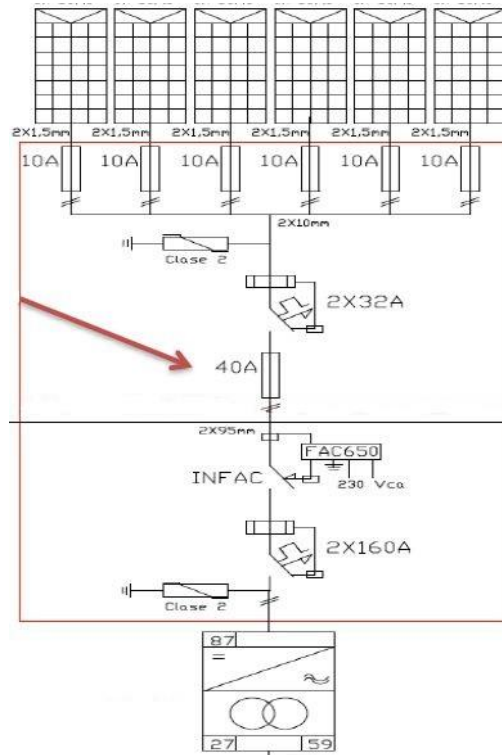 2X1,5mm 2X1,5mm 2X1,5mm 2X1,5mm 2X1,5mm 2X1,5mm
10A 10A 10A 10A 10A 10A
2X10mm
Clase 2
2X32A
40A
2X95mm
FAC650
INFAC
230 Vca
2X160A
Clase 2
87
27 59